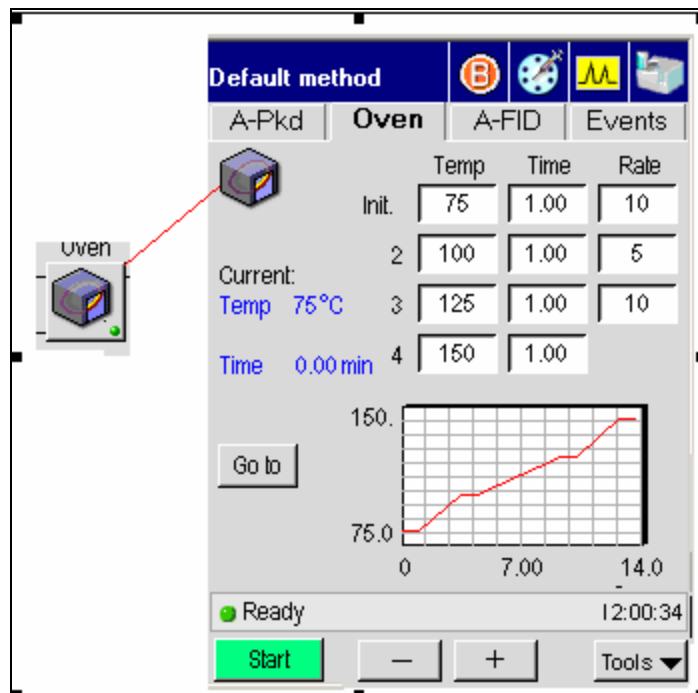 Default method
B
A-Pkd Oven A-FID Events
Temp Time Rate
Init. 75 1.00 10
Oven
2 100 1.00 5
Current:
Temp 75°C 3 125 1.00 10
Time 0.00 min 4 150 1.00
150.
Go to
75.0
0 7.00 14.0
Ready 12:00:34
Start − + Tools